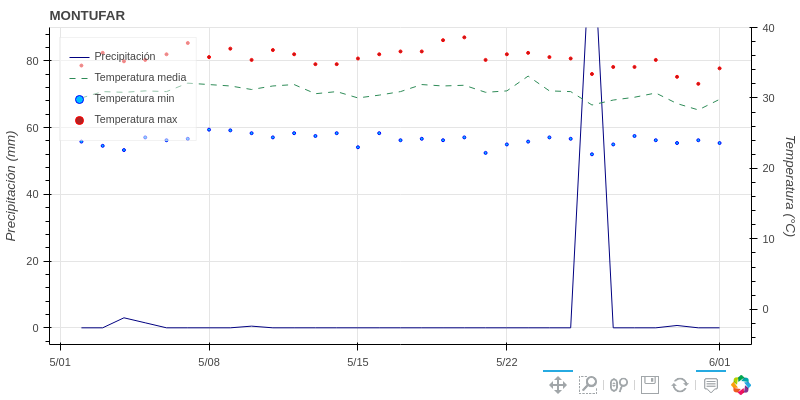 MONTUFAR
Precipitación
Temperatura media
Temperatura min
Temperatura max
Precipitación (mm)
80
60
40
20
0
Temperatura (°C)
40
30
20
10
0
5/01
5/08
5/15
5/22
6/01